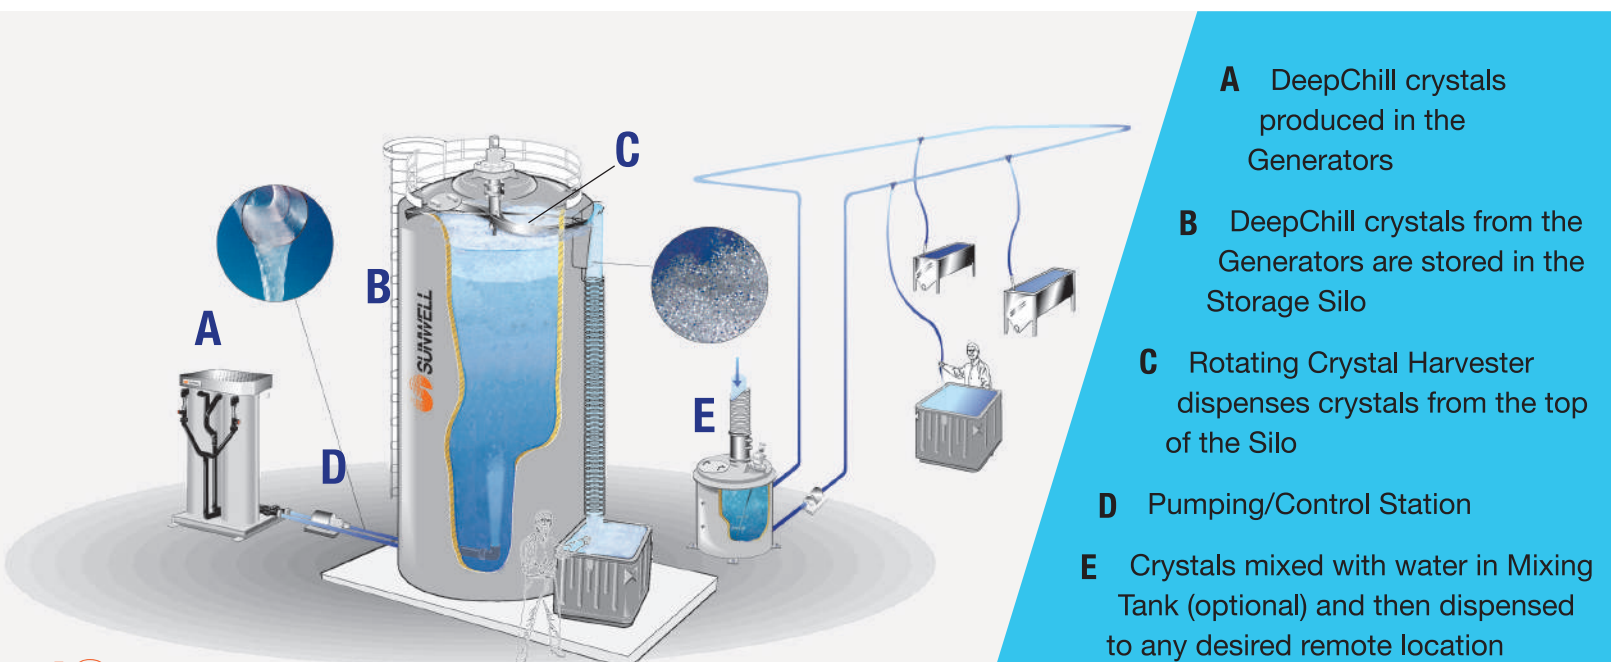 A
B
C
D
E
SUNWELL
A DeepChill crystals
produced in the
Generators
B DeepChill crystals from the
Generators are stored in the
Storage Silo
C Rotating Crystal Harvester
dispenses crystals from the top
of the Silo
D Pumping/Control Station
E Crystals mixed with water in Mixing
Tank (optional) and then dispensed
to any desired remote location